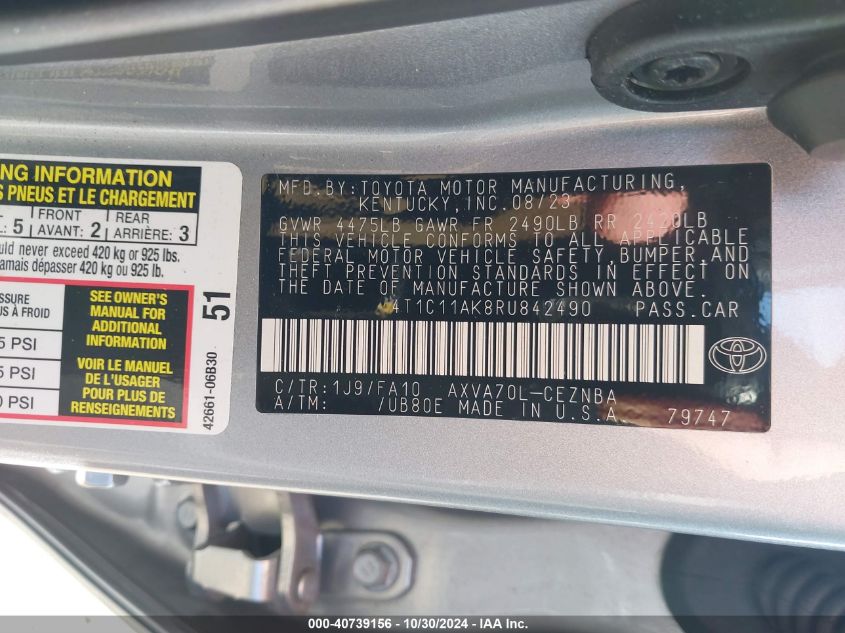 NG INFORMATION
S PNEUS ET LE CHARGEMENT
L: 5 FRONT AVANT: 2 REAR ARRIÈRE: 3
ould never exceed 420 kg or 925 lbs.
amais dépasser 420 kg ou 925 lb.
ESSURE
US À FROID
5 PSI
5 PSI
0 PSI
SEE OWNER'S
MANUAL FOR
ADDITIONAL
INFORMATION
VOIR LE MANUEL
DE L'USAGER
POUR PLUS DE
RENSEIGNEMENTS
51
42661-06B30
MFD.BY:TOYOTA MOTOR MANUFACTURING,
KENTUCKY,INC.08/23
GVWR 4475LB GAWR FR 2490LB RR 2420LB
THIS VEHICLE CONFORMS TO ALL APPLICABLE
FEDERAL MOTOR VEHICLE SAFETY,BUMPER,AND
THEFT PREVENTION STANDARDS IN EFFECT ON
THE DATE OF MANUFACTURE SHOWN ABOVE.
4T1C11AK8RU842490 PASS.CAR
C/TR:1J9/FA10 AXVA70L-CEZNBA
A/TM: /UB80E MADE IN U.S.A 79747
000-40739156 - 10/30/2024 - IAA Inc.